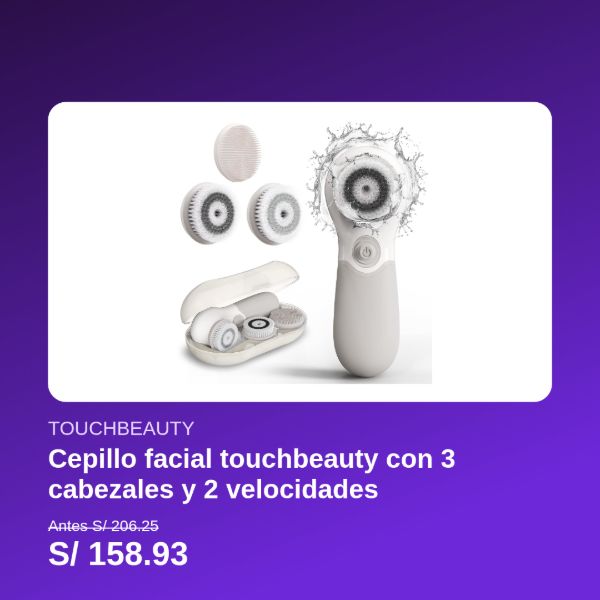 TOUCHBEAUTY
Cepillo facial touchbeauty con 3
cabezales y 2 velocidades
Antes S/ 206.25
S/ 158.93